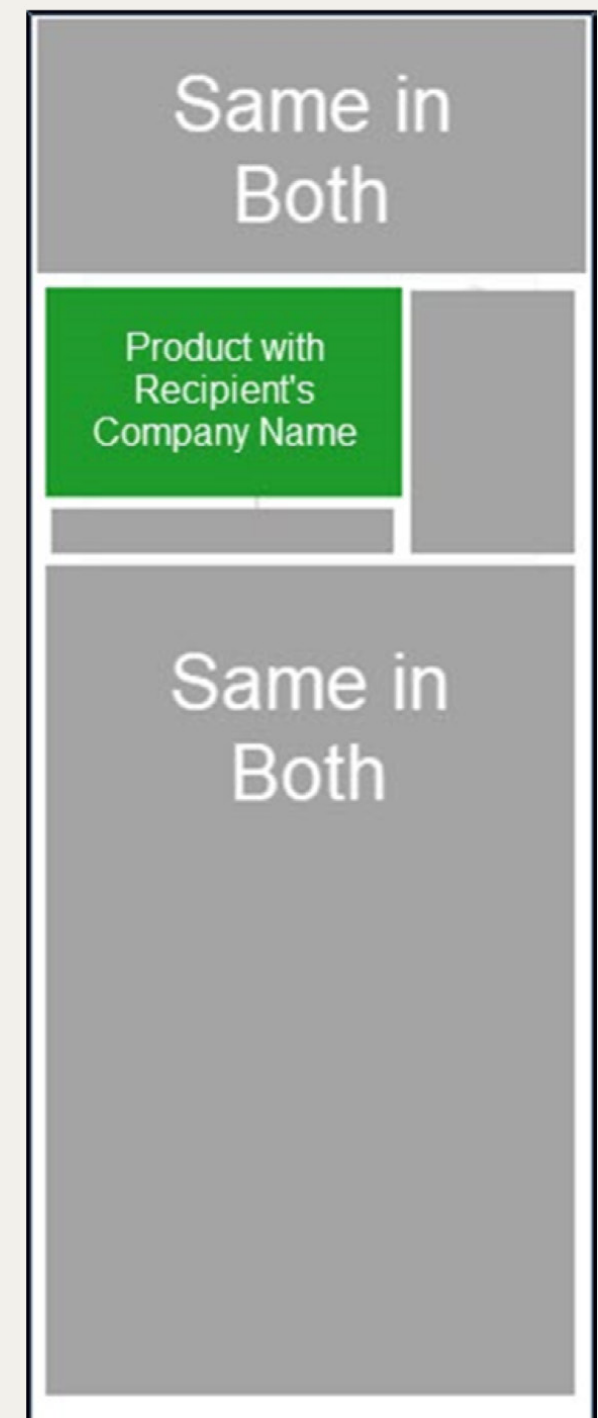 Same in
Both
Product with
Recipient's
Company Name
Same in
Both